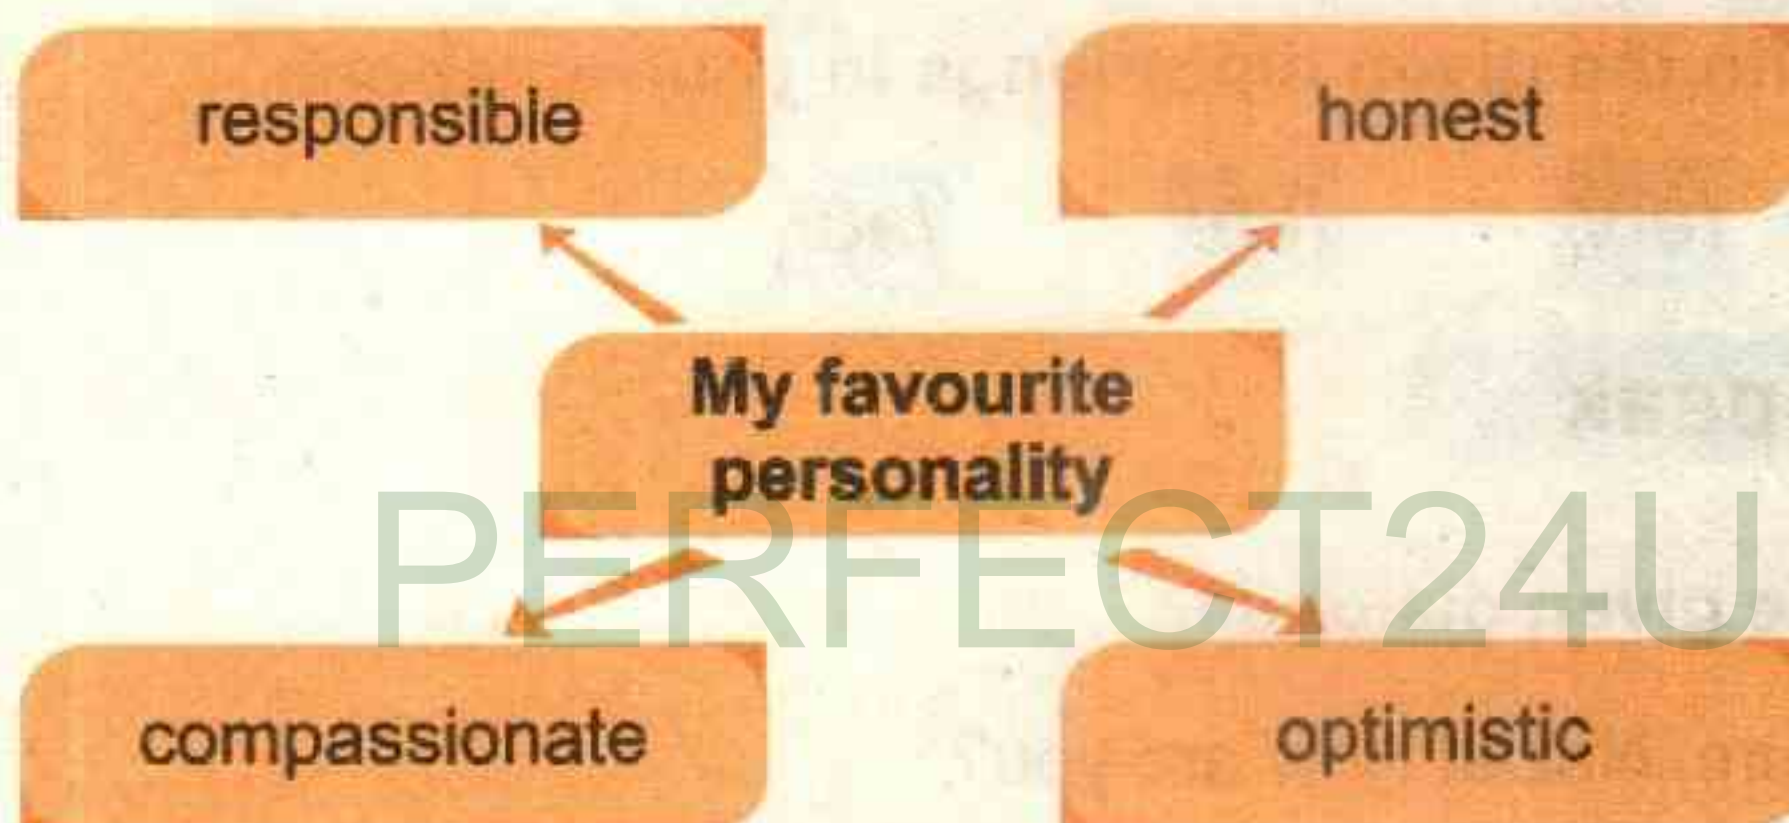 responsible
honest
My favourite
personality
PERFECT24U
compassionate
optimistic